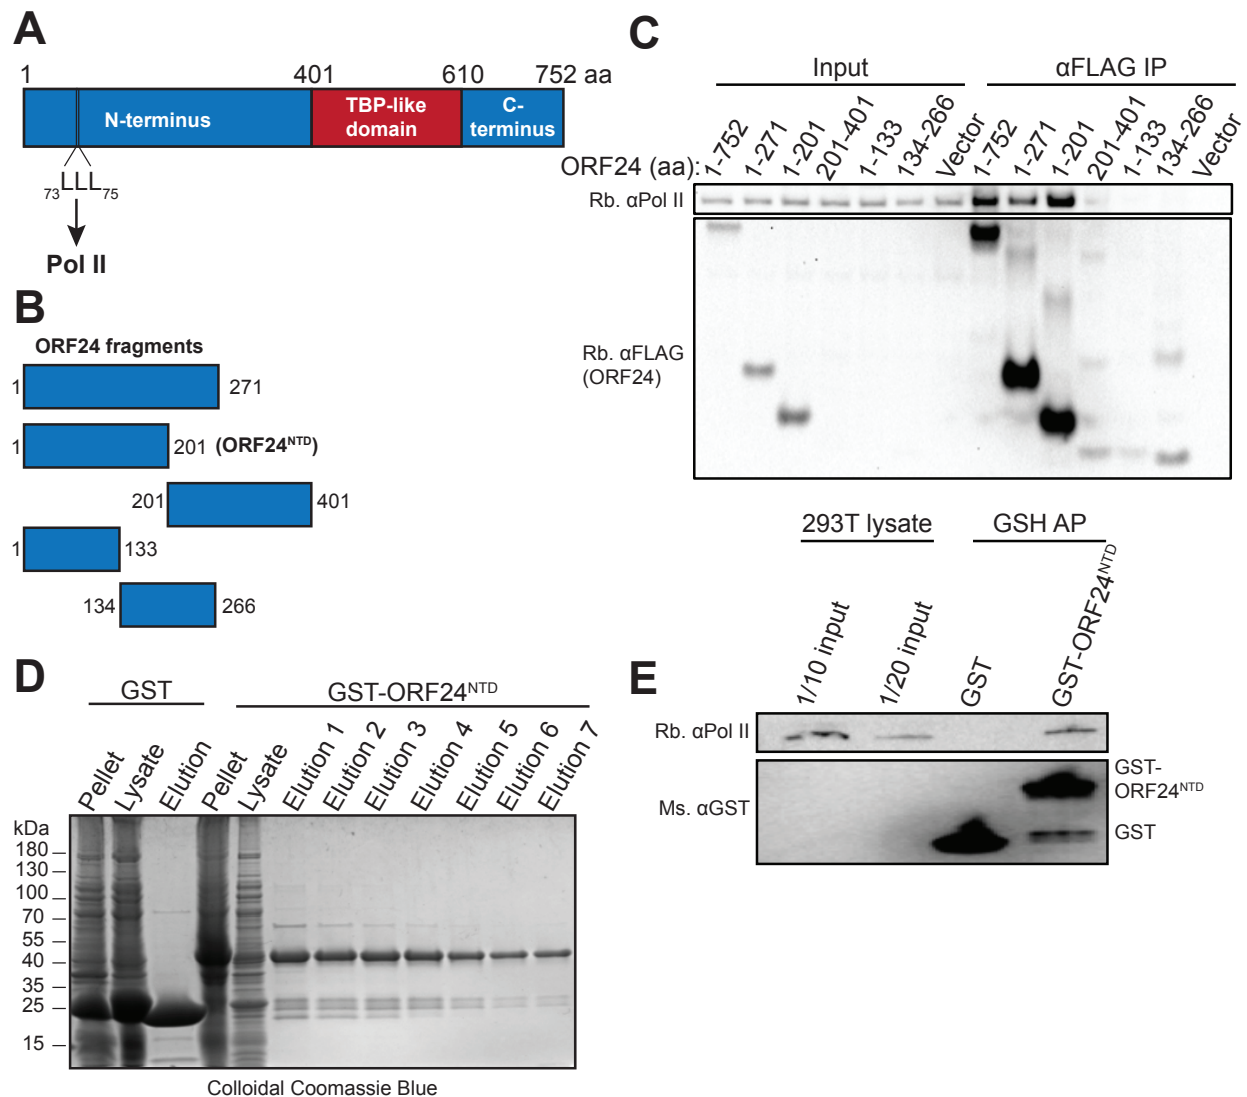 A
1 401 610 752 aa
N-terminus
TBP-like
domain
C-
terminus
73LLL75
Pol II
B
ORF24 fragments
1 271
1 201 (ORF24NTD)
201 401
1 133
134 266
C
Input αFLAG IP
ORF24 (aa): 1-752 1-271 1-201 201-401 1-133 134-266 Vector 1-752 1-271 1-201 201-401 1-133 134-266 Vector
Rb. αPol II
Rb. αFLAG
(ORF24)
D
GST GST-ORF24NTD
Pellet Lysate Elution Pellet Lysate Elution 1 Elution 2 Elution 3 Elution 4 Elution 5 Elution 6 Elution 7
kDa
180
130
100
70
55
40
35
25
15
Colloidal Coomassie Blue
E
293T lysate GSH AP
1/10 input 1/20 input GST GST-ORF24NTD
Rb. αPol II
Ms. αGST
GST-
ORF24NTD
GST